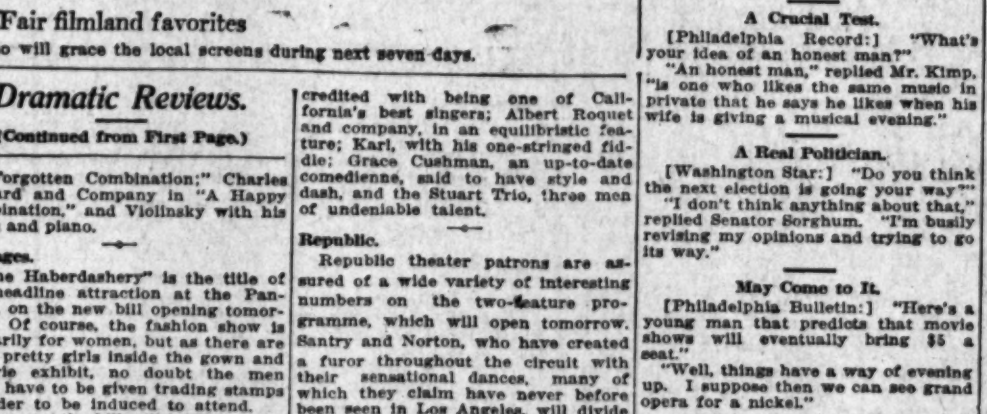 Fair filmland favorites
will grace the local screens during next seven days.
Dramatic Reviews.
(Continued from First Page.)
Combination;" Charles
and Company in "A Happy
and Violinsky with his
and piano.
Haberdashery" is the title of
headline attraction at the Pan-
on the new bill opening tomor-
Of course, the fashion show is
for women, but as there are
pretty girls inside the gown and
exhibit, no doubt the men
have to be given trading stamps
to be induced to attend.
credited with being one of Cali-
fornia's best singers; Albert Roquet
and company, in an equilibristic fea-
ture; Karl, with his one-stringed fid-
dle; Grace Cushman, an up-to-date
comedienne, said to have style and
dash, and the Stuart Trio, three men
of undeniable talent.
Republic.
Republic theater patrons are as-
sured of a wide variety of interesting
numbers on the two-feature pro-
gramme, which will open tomorrow.
Santry and Norton, who have created
a furor throughout the circuit with
their sensational dances, many of
which they claim have never before
been seen in Los Angeles, will divide
A Crucial Test.
[Philadelphia Record:] "What's
your idea of an honest man?"
"An honest man," replied Mr. Kimp,
"is one who likes the same music in
private that he says he likes when his
wife is giving a musical evening."
A Real Politician.
[Washington Star:] "Do you think
the next election is going your way?"
"I don't think anything about that,"
replied Senator Sorghum. "I'm busily
revising my opinions and trying to go
its way."
May Come to It.
[Philadelphia Bulletin:] "Here's a
young man that predicts that movie
shows will eventually bring $5 a
seat."
"Well, things have a way of evening
up. I suppose then we can see grand
opera for a nickel."